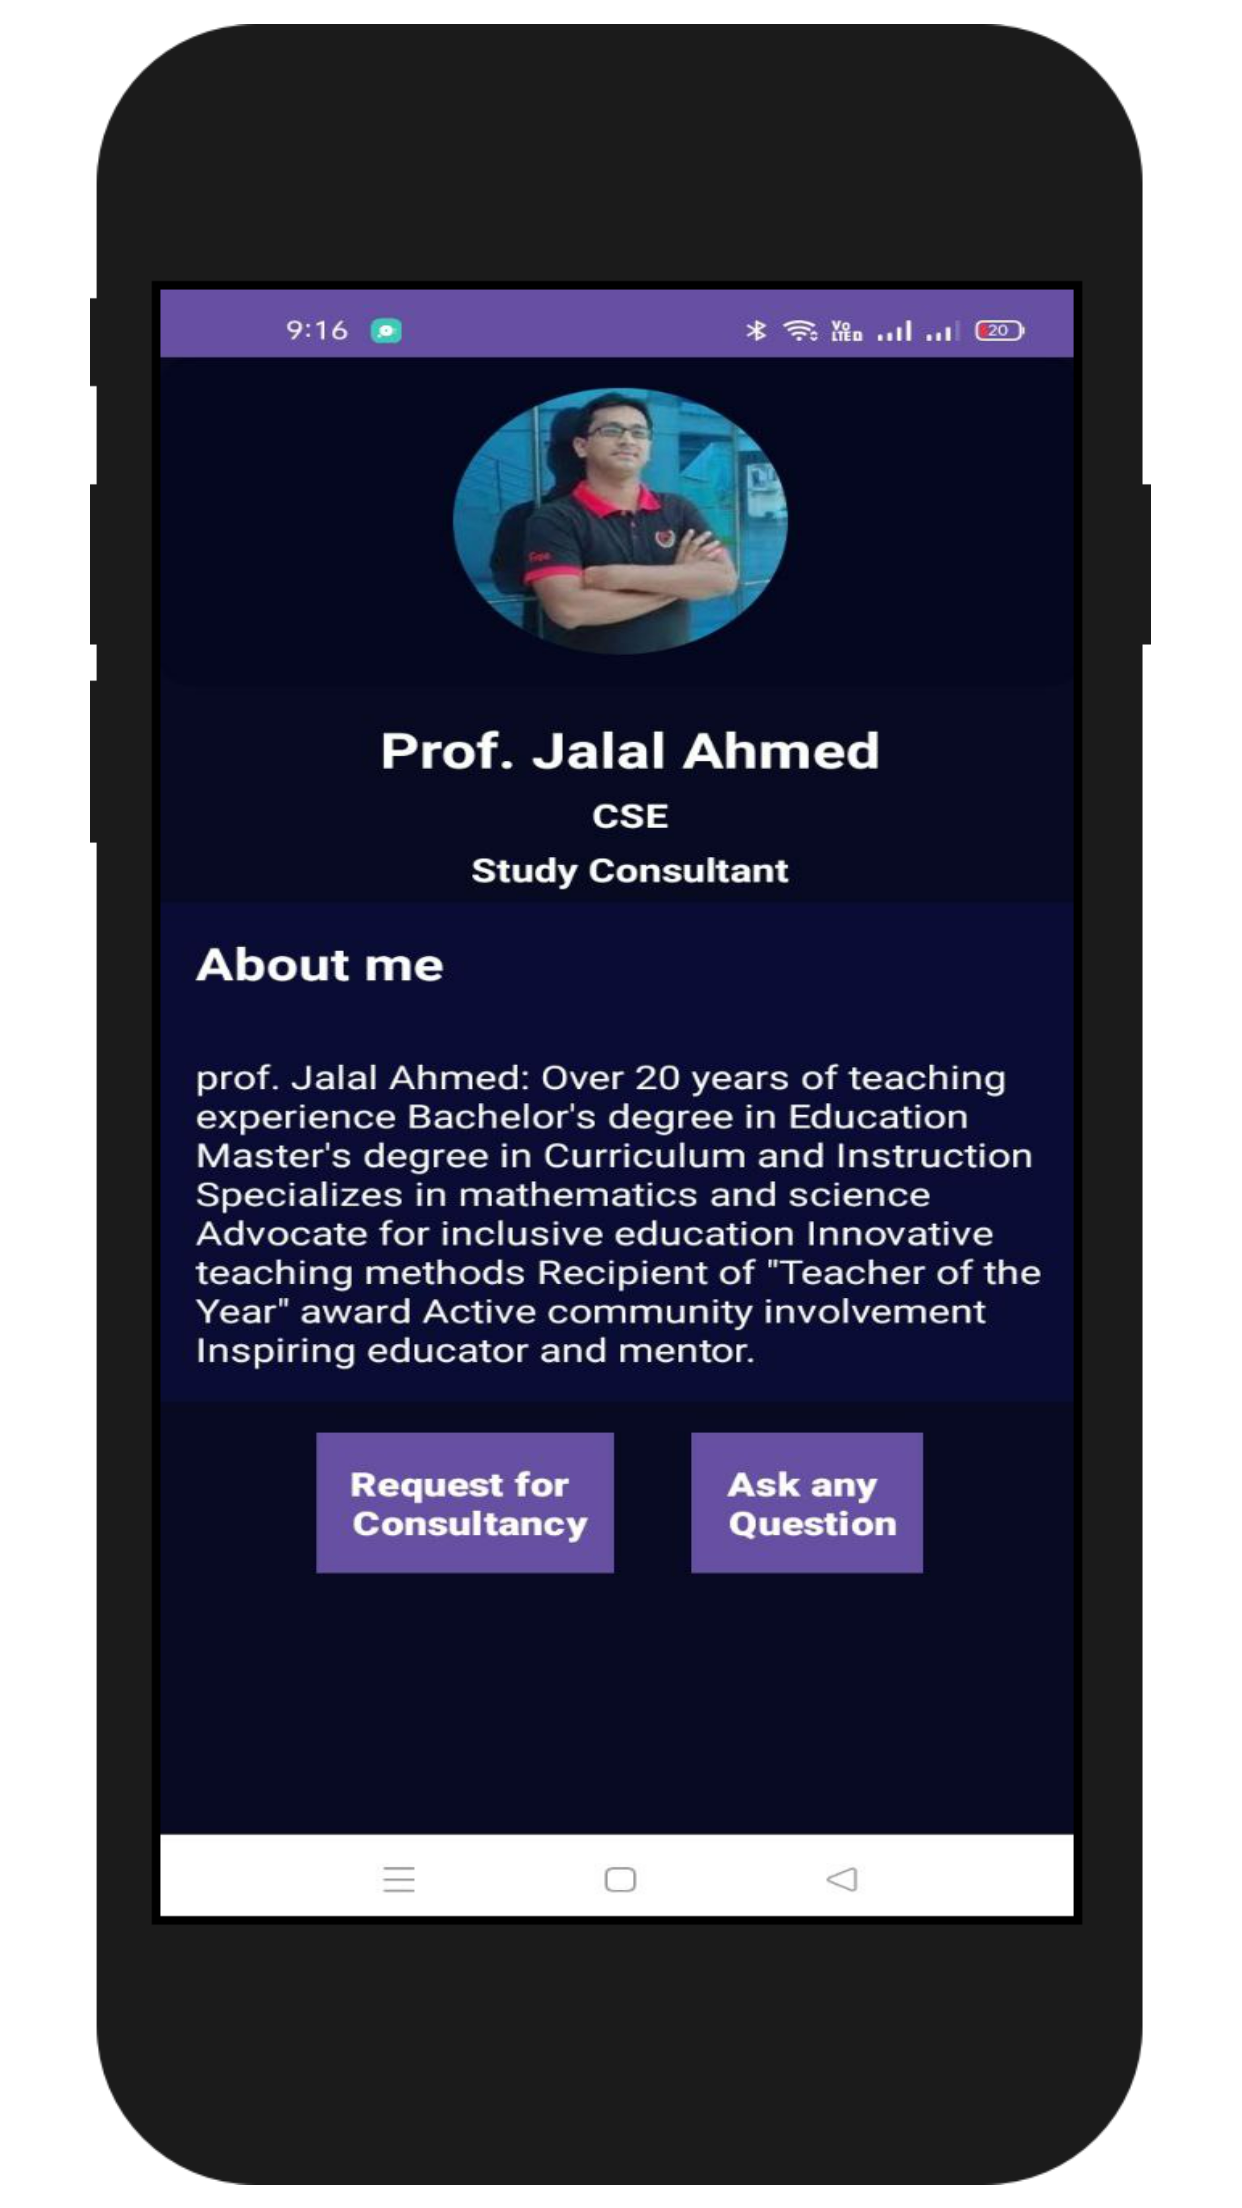 9:16
Vo
LTE
20
Prof. Jalal Ahmed
CSE
Study Consultant
About me
prof. Jalal Ahmed: Over 20 years of teaching
experience Bachelor's degree in Education
Master's degree in Curriculum and Instruction
Specializes in mathematics and science
Advocate for inclusive education Innovative
teaching methods Recipient of "Teacher of the
Year" award Active community involvement
Inspiring educator and mentor.
Request for
Consultancy
Ask any
Question